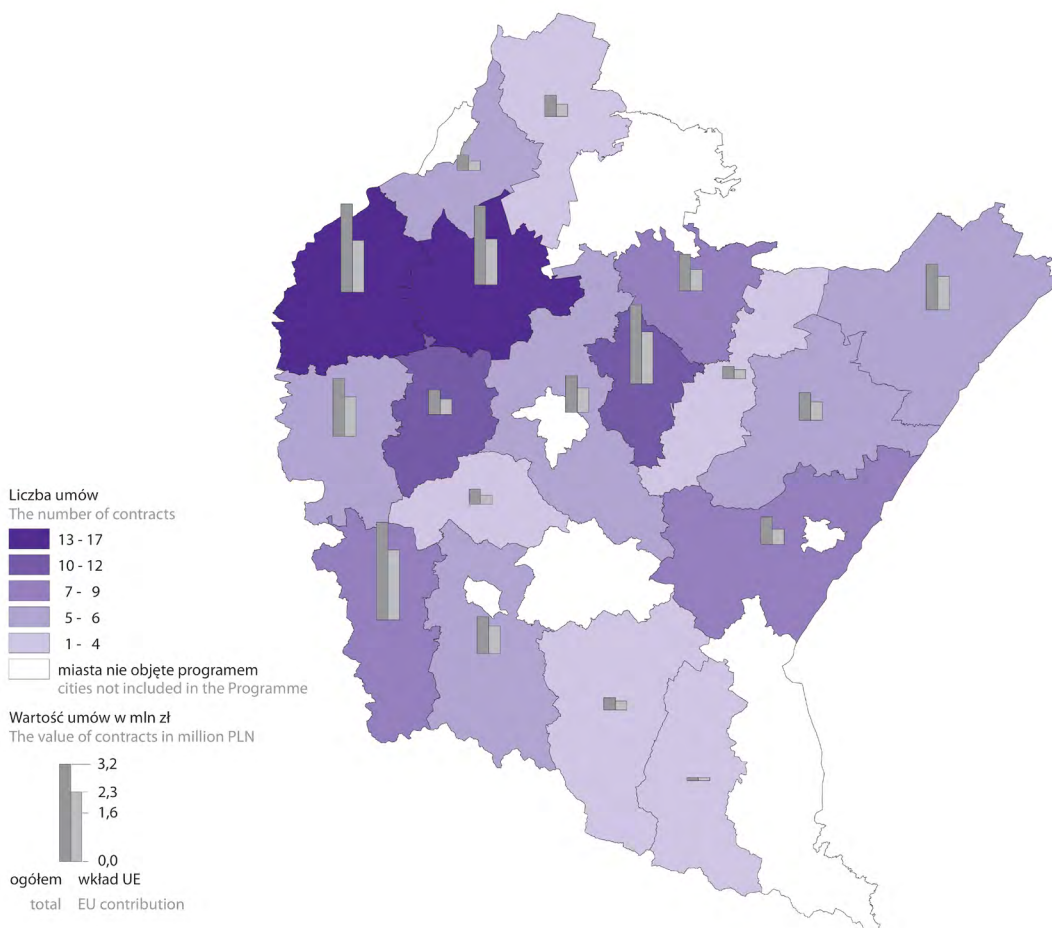 Liczba umów
The number of contracts
13 - 17
10 - 12
7 - 9
5 - 6
1 - 4
miasta nie objęte programem
cities not included in the Programme
Wartość umów w mln zł
The value of contracts in million PLN
3,2
2,3
1,6
0,0
ogółem wkład UE
total EU contribution